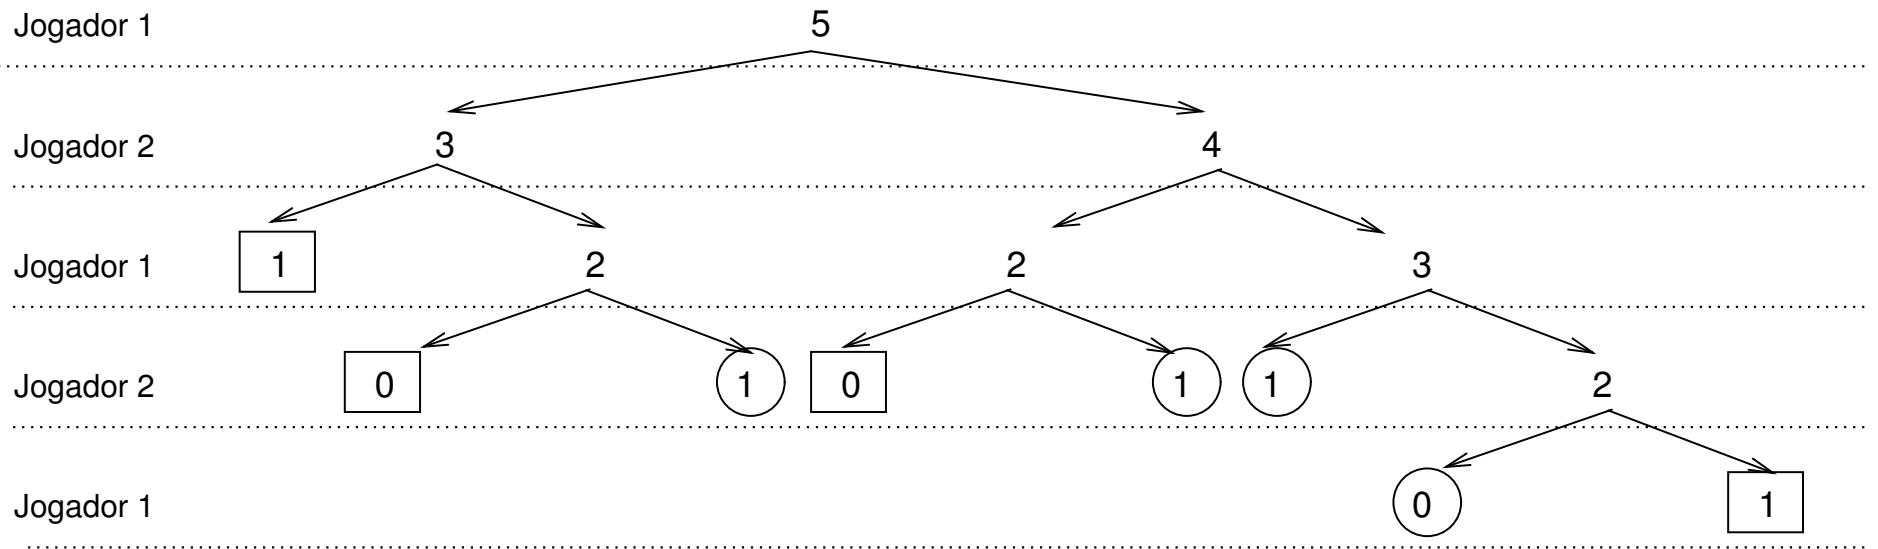 Jogador 1 5
Jogador 2 3 4
Jogador 1 1 2 2 3
Jogador 2 0 1 0 1 1 2
Jogador 1 0 1